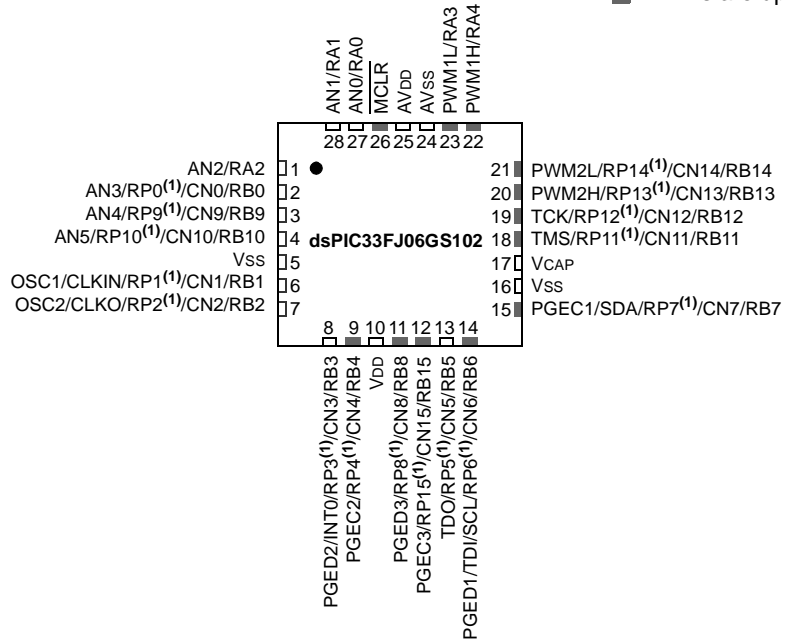 AN1/RA1
AN0/RA0
MCLR
AVDD
AVSS
PWM1L/RA3
PWM1H/RA4
28 27 26 25 24 23 22
AN2/RA2 1
AN3/RP0(1)/CN0/RB0 2
AN4/RP9(1)/CN9/RB9 3
AN5/RP10(1)/CN10/RB10 4
VSS 5
OSC1/CLKIN/RP1(1)/CN1/RB1 6
OSC2/CLKO/RP2(1)/CN2/RB2 7
dsPIC33FJ06GS102
21 PWM2L/RP14(1)/CN14/RB14
20 PWM2H/RP13(1)/CN13/RB13
19 TCK/RP12(1)/CN12/RB12
18 TMS/RP11(1)/CN11/RB11
17 VCAP
16 VSS
15 PGEC1/SDA/RP7(1)/CN7/RB7
8 9 10 11 12 13 14
PGED2/INT0/RP3(1)/CN3/RB3
PGEC2/RP4(1)/CN4/RB4
VDD
PGED3/RP8(1)/CN8/RB8
PGEC3/RP15(1)/CN15/RB15
TDO/RP5(1)/CN5/RB5
PGED1/TDI/SCL/RP6(1)/CN6/RB6